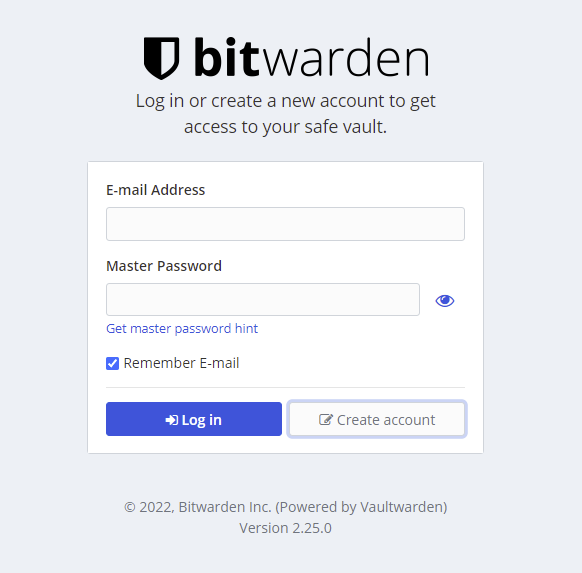 bitwarden
Log in or create a new account to get
access to your safe vault.
E-mail Address
Master Password
Get master password hint
Remember E-mail
Log in
Create account
© 2022, Bitwarden Inc. (Powered by Vaultwarden)
Version 2.25.0